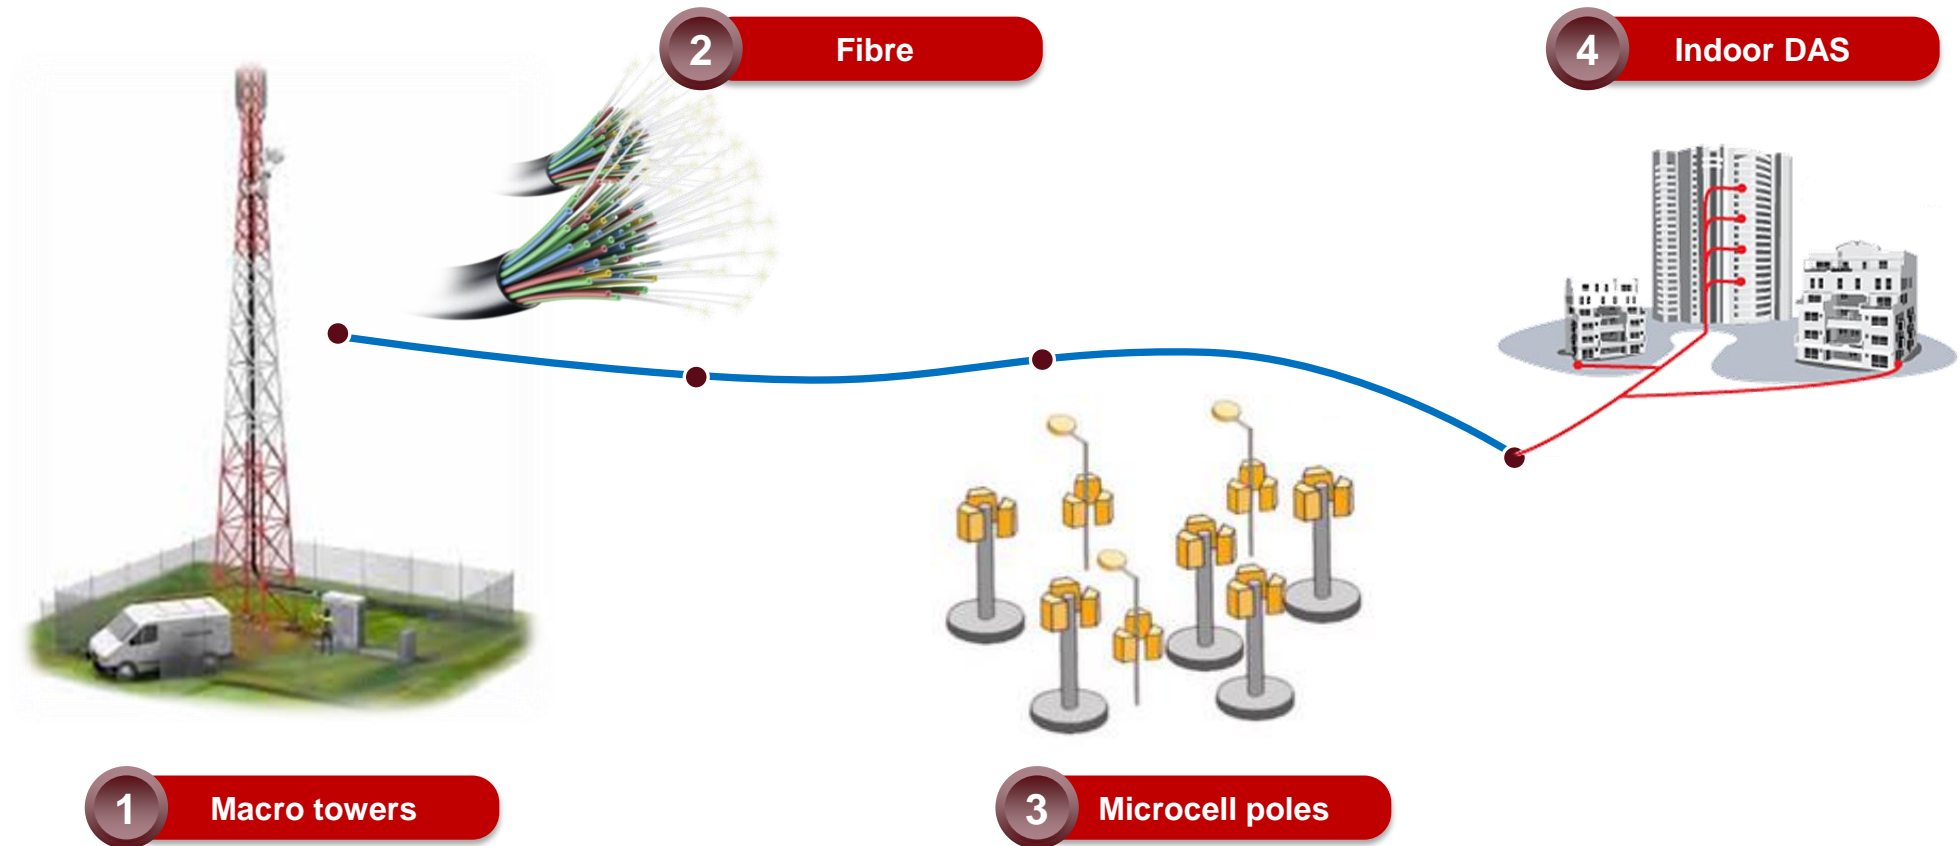 2
Fibre
4
Indoor DAS
1
Macro towers
3
Microcell poles